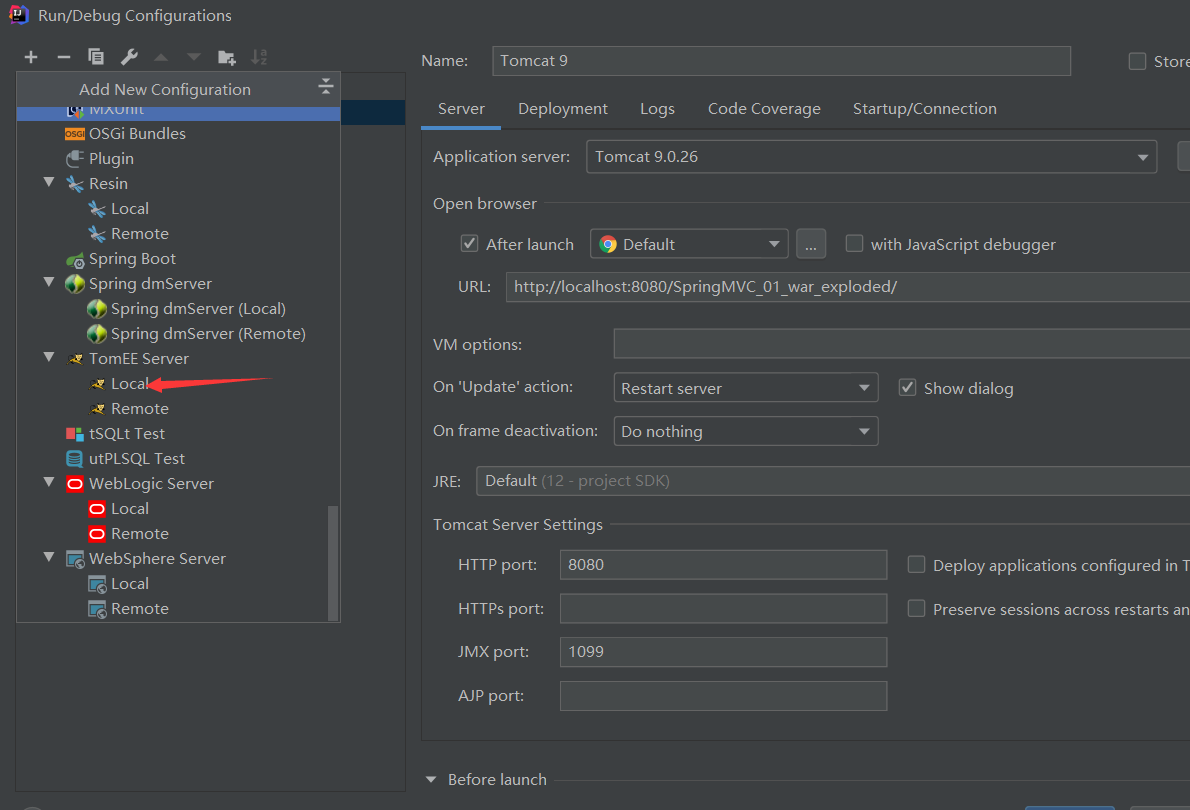 Run/Debug Configurations
Add New Configuration
MXUnit
OSGi Bundles
Plugin
Resin
Local
Remote
Spring Boot
Spring dmServer
Spring dmServer (Local)
Spring dmServer (Remote)
TomEE Server
Local
Remote
tSQLt Test
utPLSQL Test
WebLogic Server
Local
Remote
WebSphere Server
Local
Remote
Name: Tomcat 9 Store
Server Deployment Logs Code Coverage Startup/Connection
Application server: Tomcat 9.0.26
Open browser
After launch Default ... with JavaScript debugger
URL: http://localhost:8080/SpringMVC_01_war_exploded/
VM options:
On 'Update' action: Restart server Show dialog
On frame deactivation: Do nothing
JRE: Default (12 - project SDK)
Tomcat Server Settings
HTTP port: 8080 Deploy applications configured in T
HTTPs port: Preserve sessions across restarts an
JMX port: 1099
AJP port:
Before launch